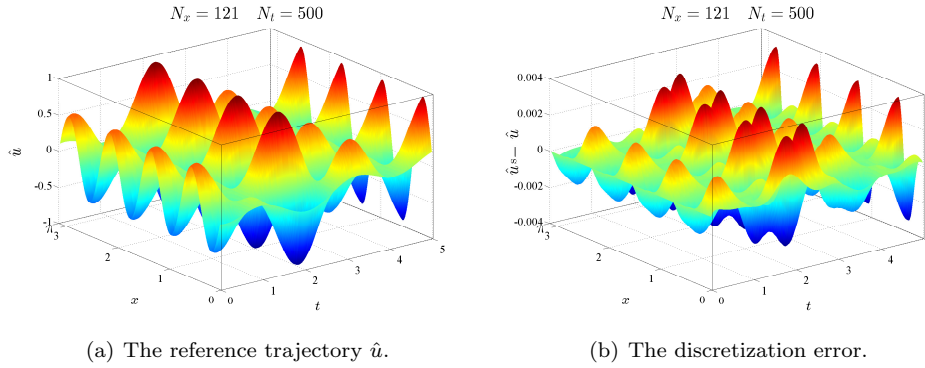 N_x = 121 N_t = 500
1
0.5
0
-0.5
-1
û
π 3
2
1
0
x
0
1
2
3
4
5
t
(a) The reference trajectory û.
N_x = 121 N_t = 500
0.004
0.002
0
-0.002
-0.004
û^s − û
π 3
2
1
0
x
0
1
2
3
4
t
(b) The discretization error.